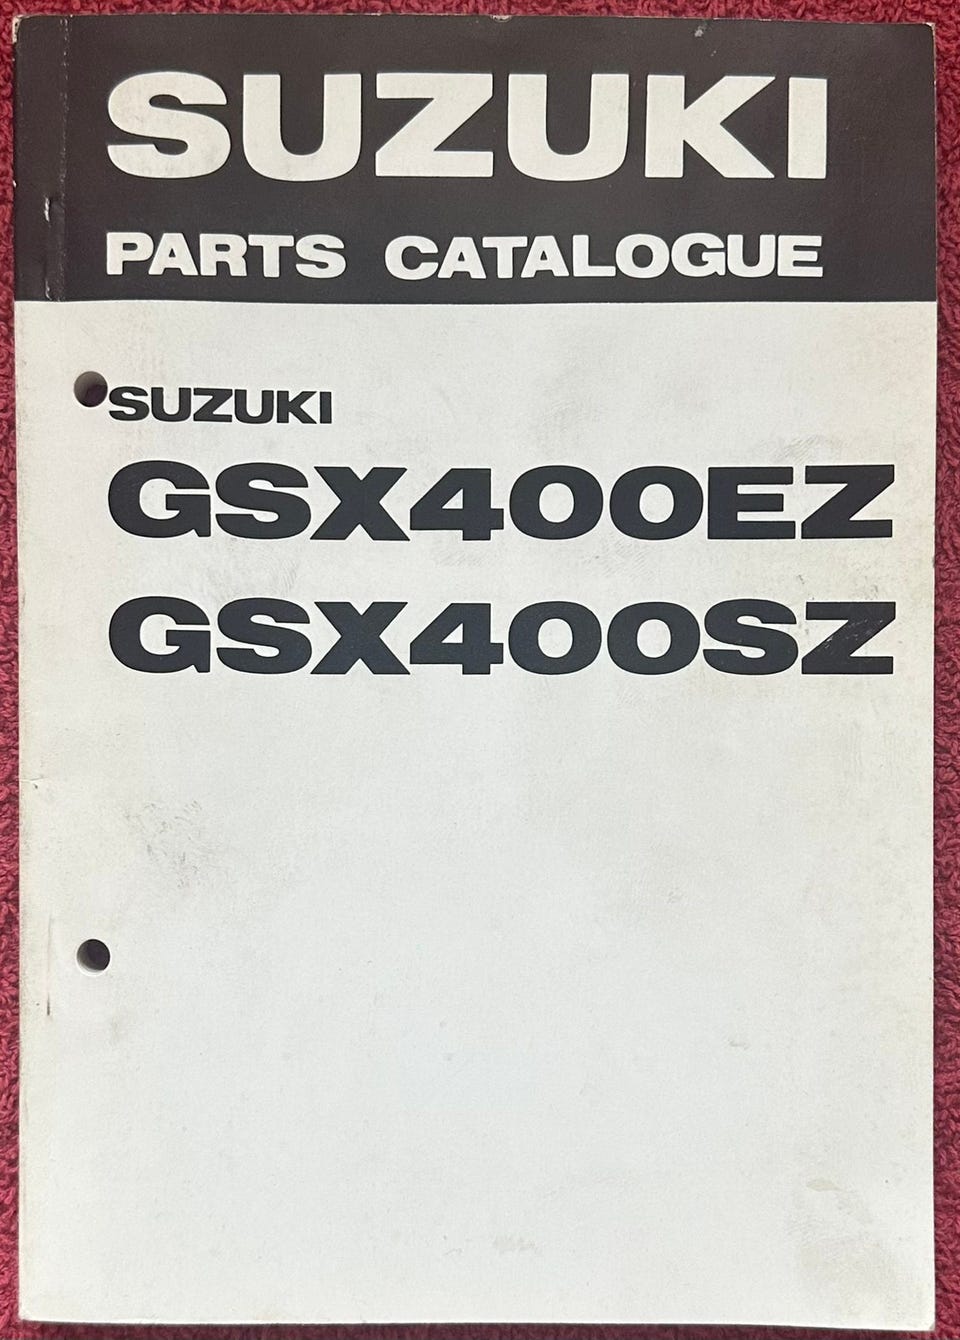 SUZUKI
PARTS CATALOGUE
SUZUKI
GSX400EZ
GSX400SZ